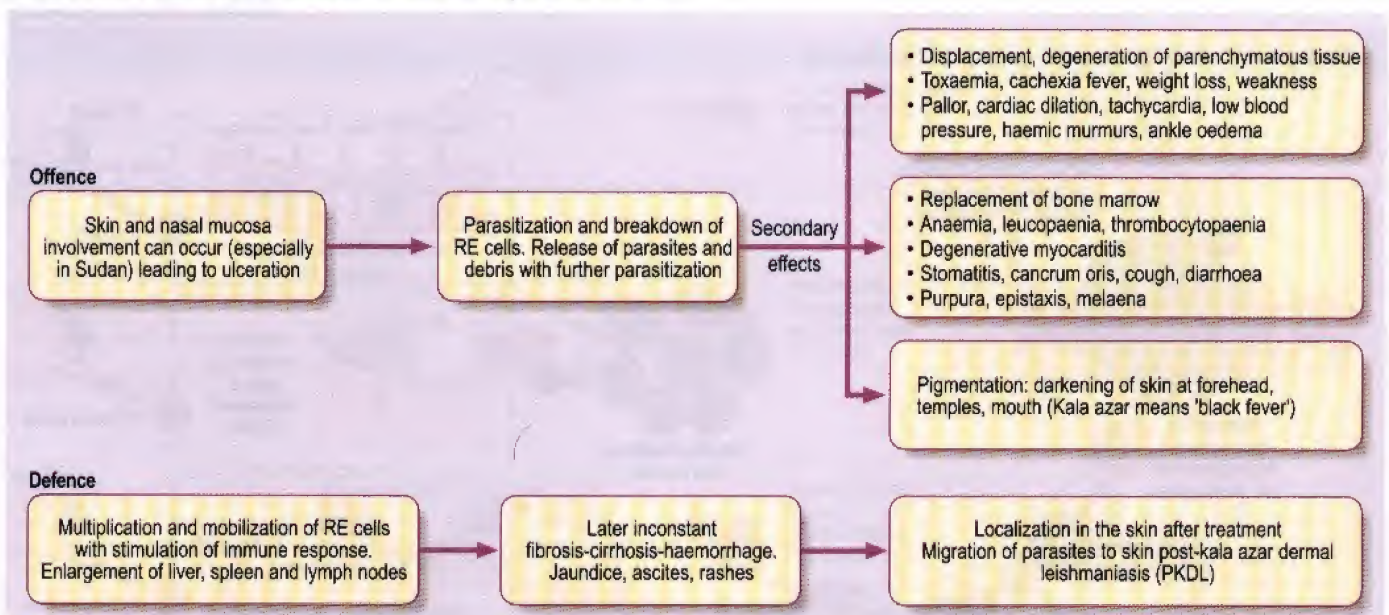 Offence
Skin and nasal mucosa
involvement can occur (especially
in Sudan) leading to ulceration
Parasitization and breakdown of
RE cells. Release of parasites and
debris with further parasitization
Secondary
effects
• Displacement, degeneration of parenchymatous tissue
• Toxaemia, cachexia fever, weight loss, weakness
• Pallor, cardiac dilation, tachycardia, low blood
pressure, haemic murmurs, ankle oedema
• Replacement of bone marrow
• Anaemia, leucopaenia, thrombocytopaenia
• Degenerative myocarditis
• Stomatitis, cancrum oris, cough, diarrhoea
• Purpura, epistaxis, melaena
Pigmentation: darkening of skin at forehead,
temples, mouth (Kala azar means 'black fever')
Defence
Multiplication and mobilization of RE cells
with stimulation of immune response.
Enlargement of liver, spleen and lymph nodes
Later inconstant
fibrosis-cirrhosis-haemorrhage.
Jaundice, ascites, rashes
Localization in the skin after treatment
Migration of parasites to skin post-kala azar dermal
leishmaniasis (PKDL)